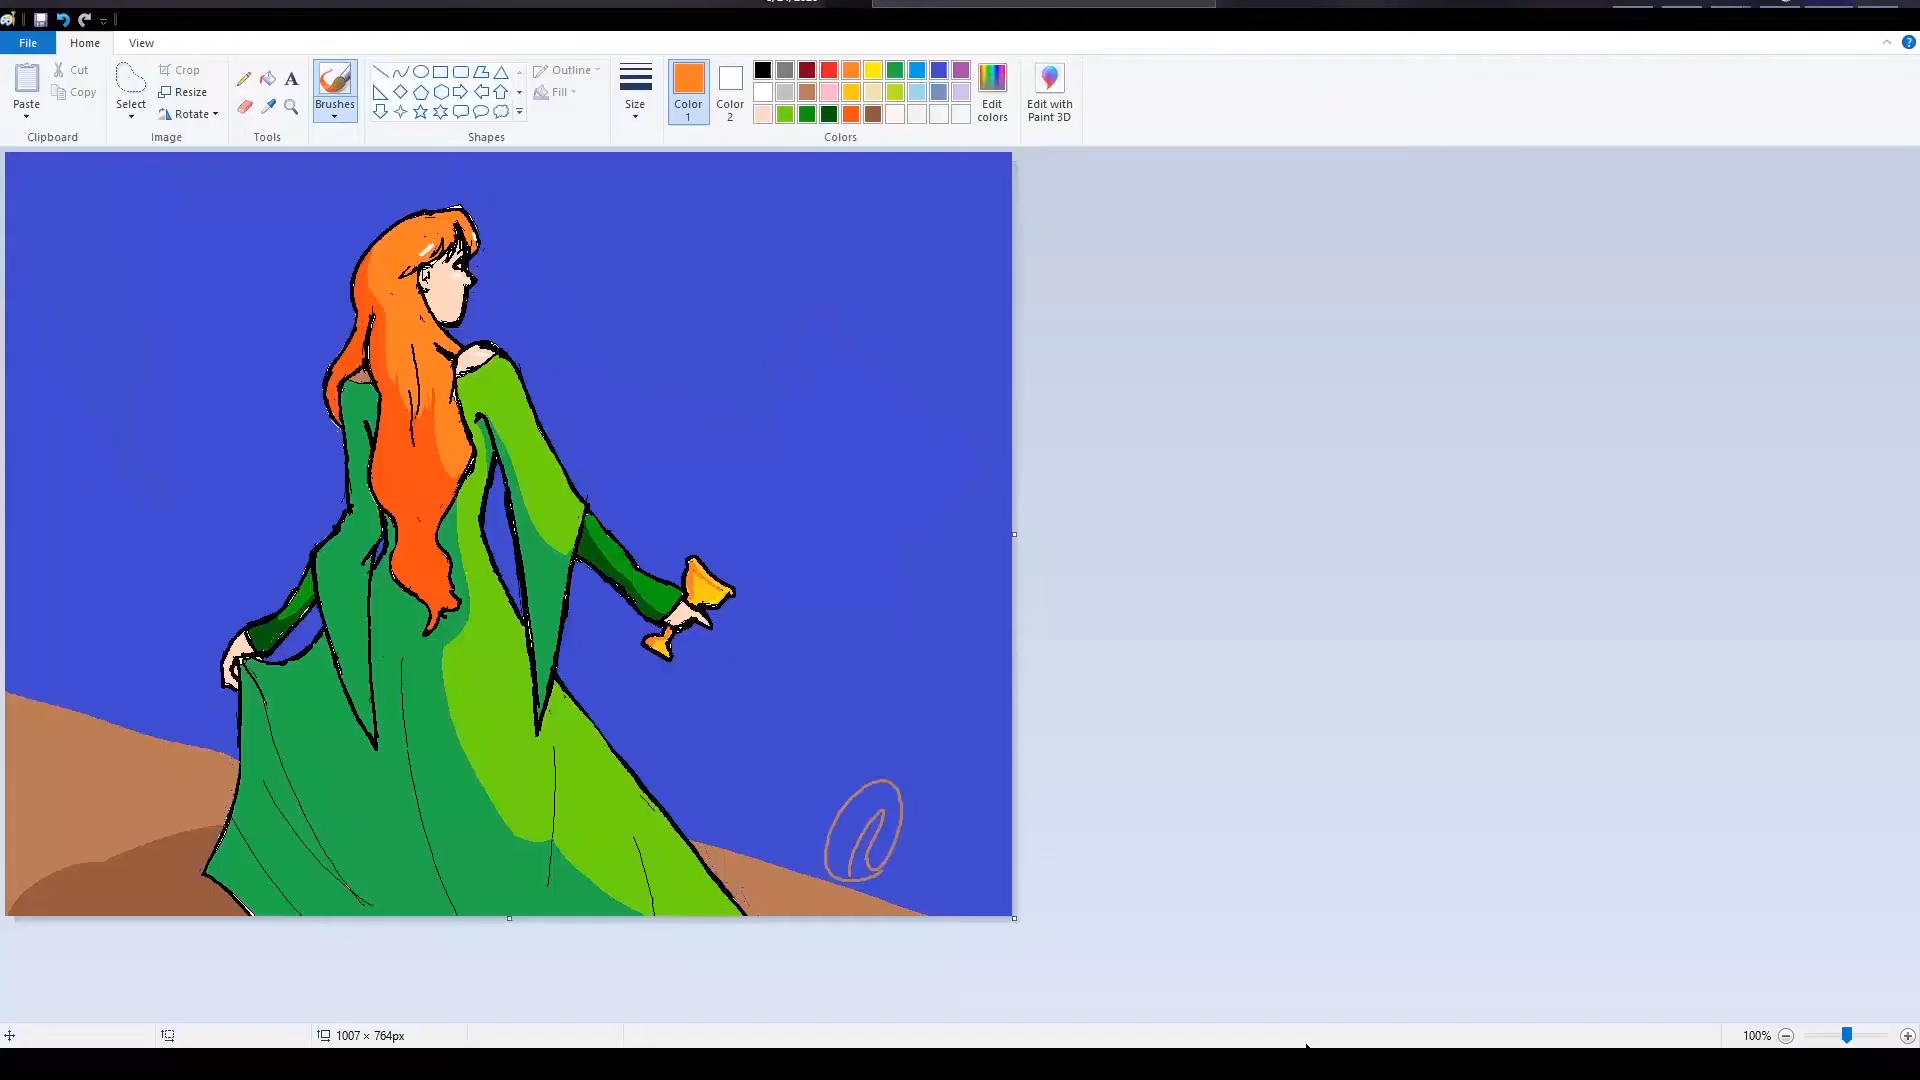 File Home View
Paste
Cut
Copy
Clipboard
Select
Crop
Resize
Rotate
Image
A
Tools
Brushes
Outline
Fill
Shapes
Size
Color
1
Color
2
Edit
colors
Colors
Edit with
Paint 3D
1007 × 764px
100%